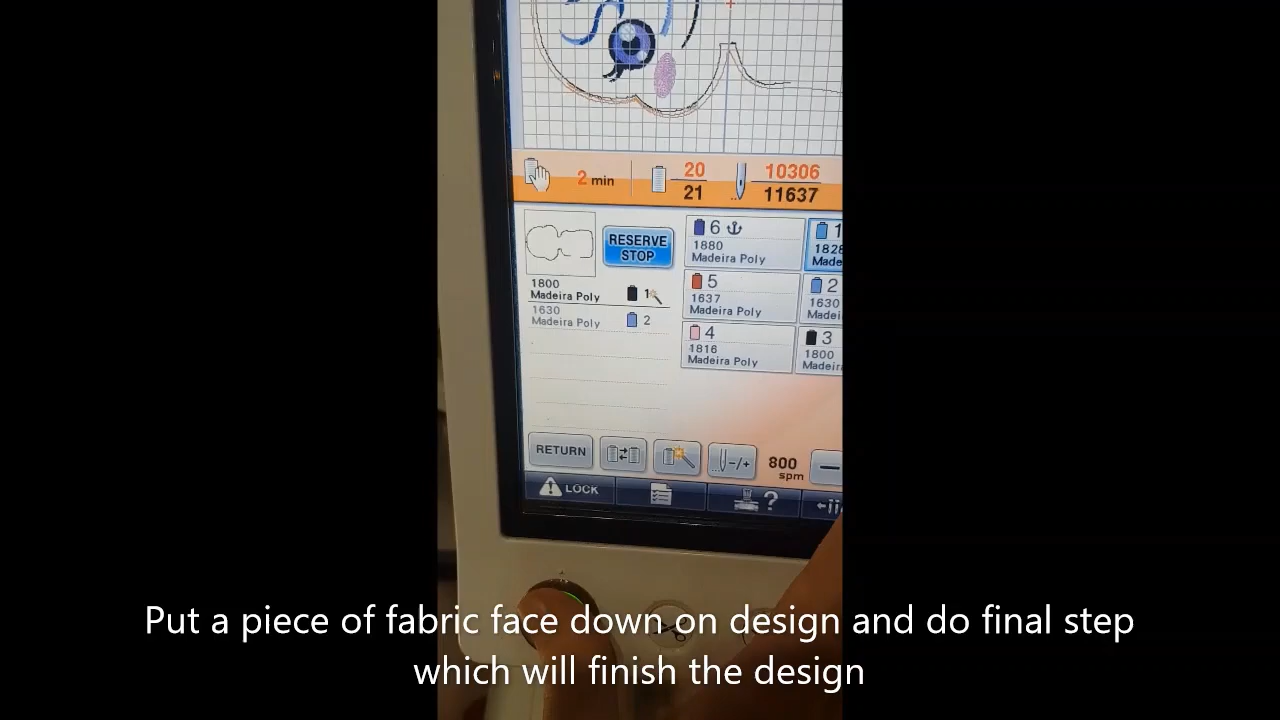 2 min
20
21
10306
11637
RESERVE
STOP
1800
Madeira Poly
1
1630
Madeira Poly
2
6
1880
Madeira Poly
5
1637
Madeira Poly
4
1816
Madeira Poly
1
1828
2
1630
3
1800
RETURN
-/+
800
spm
LOCK
?
Put a piece of fabric face down on design and do final step
which will finish the design